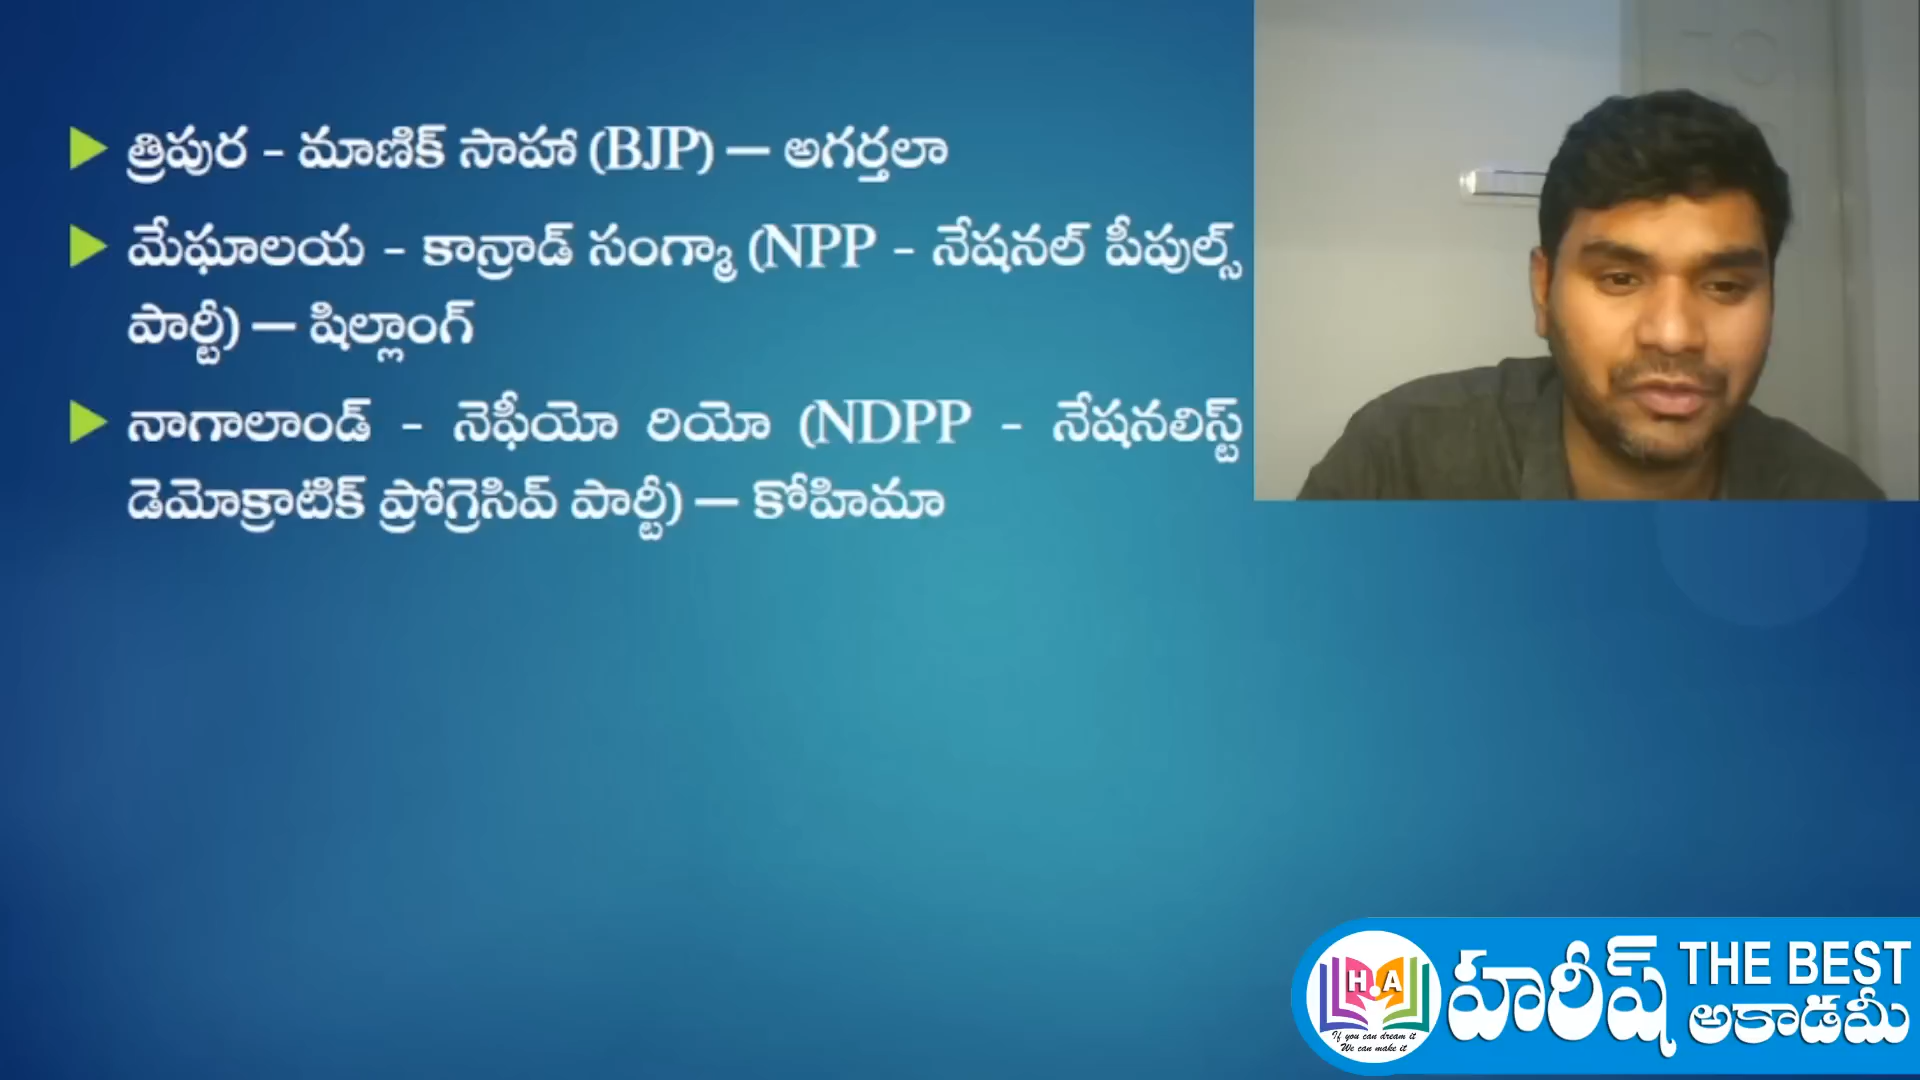 త్రిపుర - మాణిక్ సాహా (BJP) — అగర్తలా
మేఘాలయ - కాన్రాడ్ సంగ్మా (NPP - నేషనల్ పీపుల్స్
పార్టీ) — షిల్లాంగ్
నాగాలాండ్ - నెఫీయో రియో (NDPP - నేషనలిస్ట్
డెమోక్రాటిక్ ప్రోగ్రెసివ్ పార్టీ) — కోహిమా
H.A
If you can dream it
We can make it
హరీష్
THE BEST
అకాడమీ